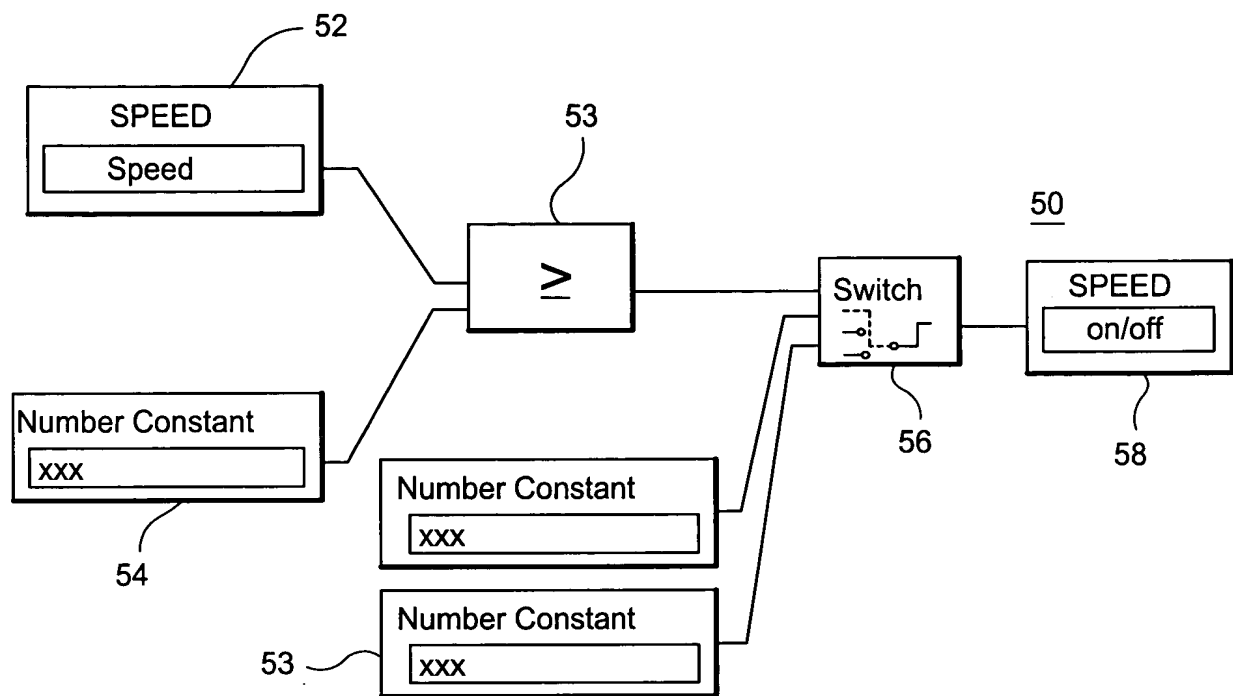 52
SPEED
Speed
53
≥
50
Switch
SPEED
on/off
56
58
Number Constant
xxx
54
Number Constant
xxx
Number Constant
xxx
53